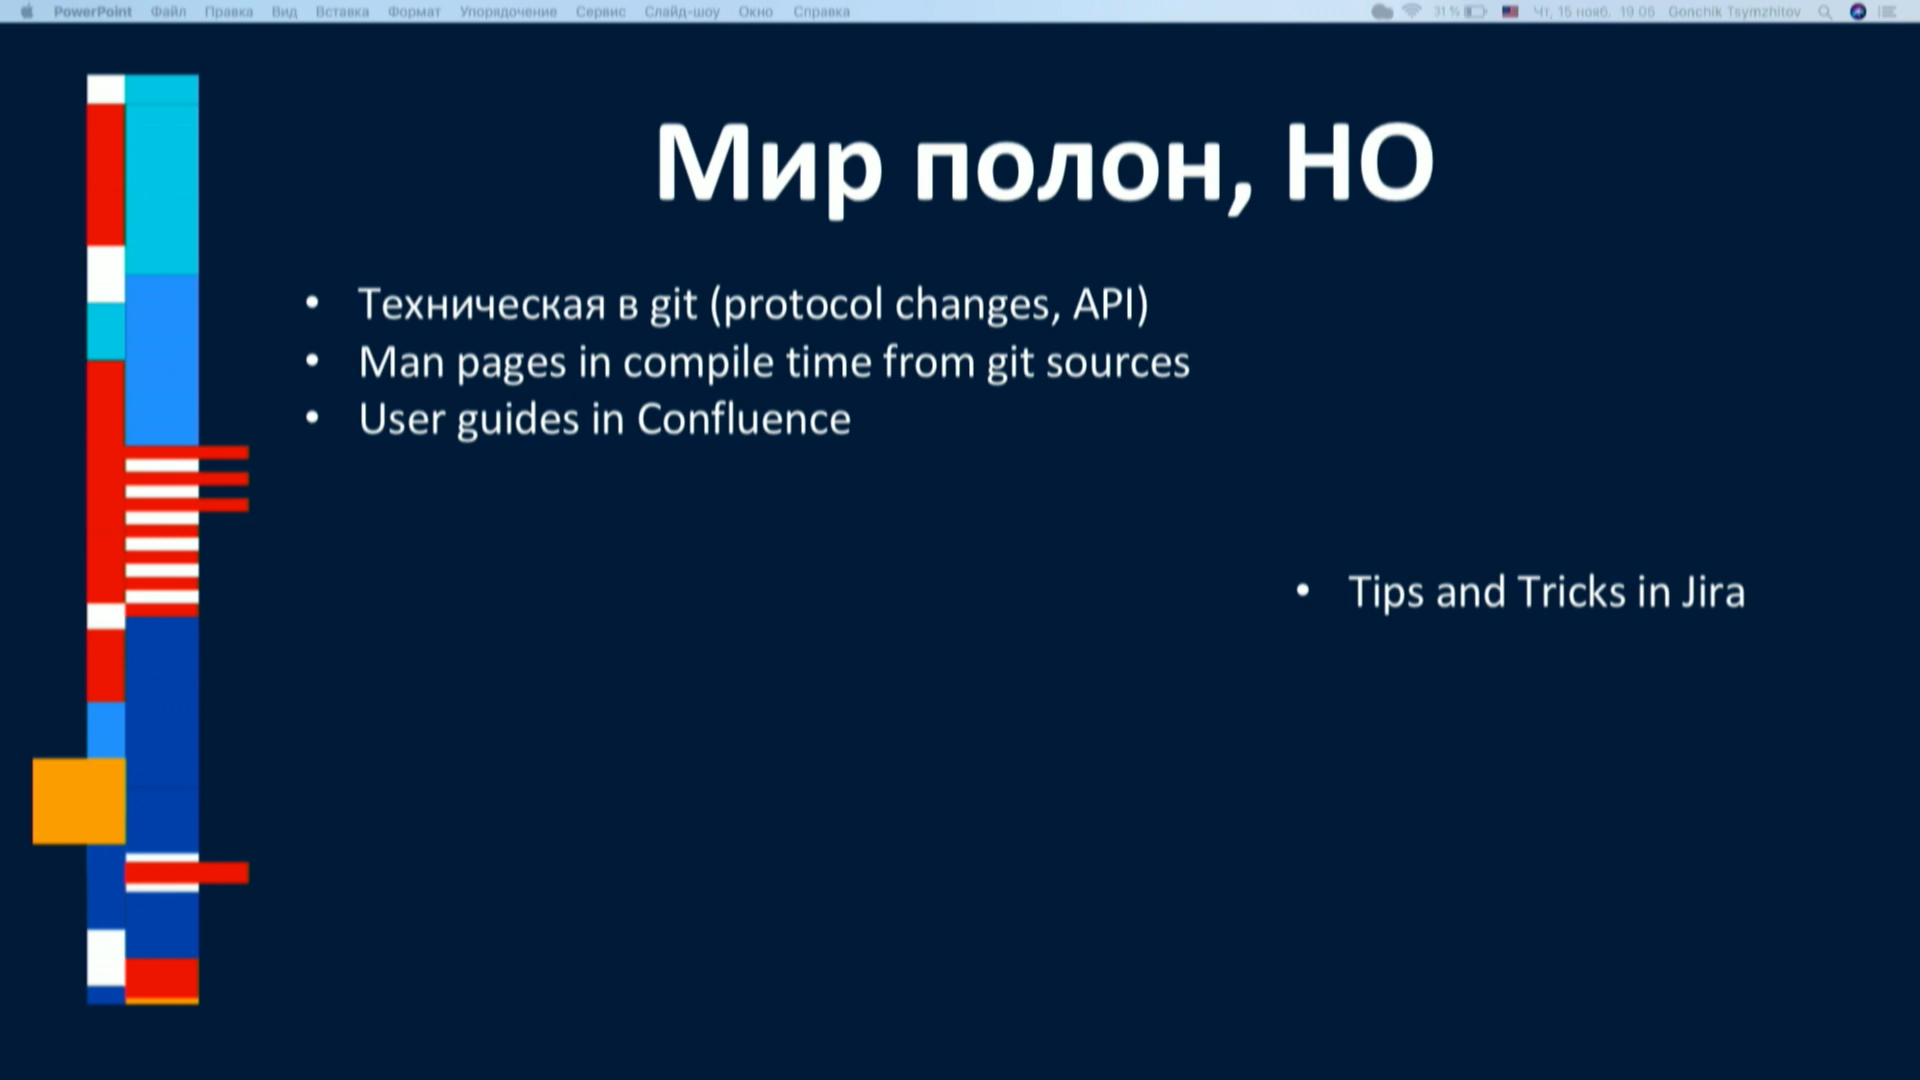 PowerPoint Файл Правка Вид Вставка Формат Упорядочение Сервис Слайд-шоу Окно Справка 31% Чт, 15 нояб. 19 06 Gonchik Tsymzhitov
Мир полон, НО
• Техническая в git (protocol changes, API)
• Man pages in compile time from git sources
• User guides in Confluence
• Tips and Tricks in Jira